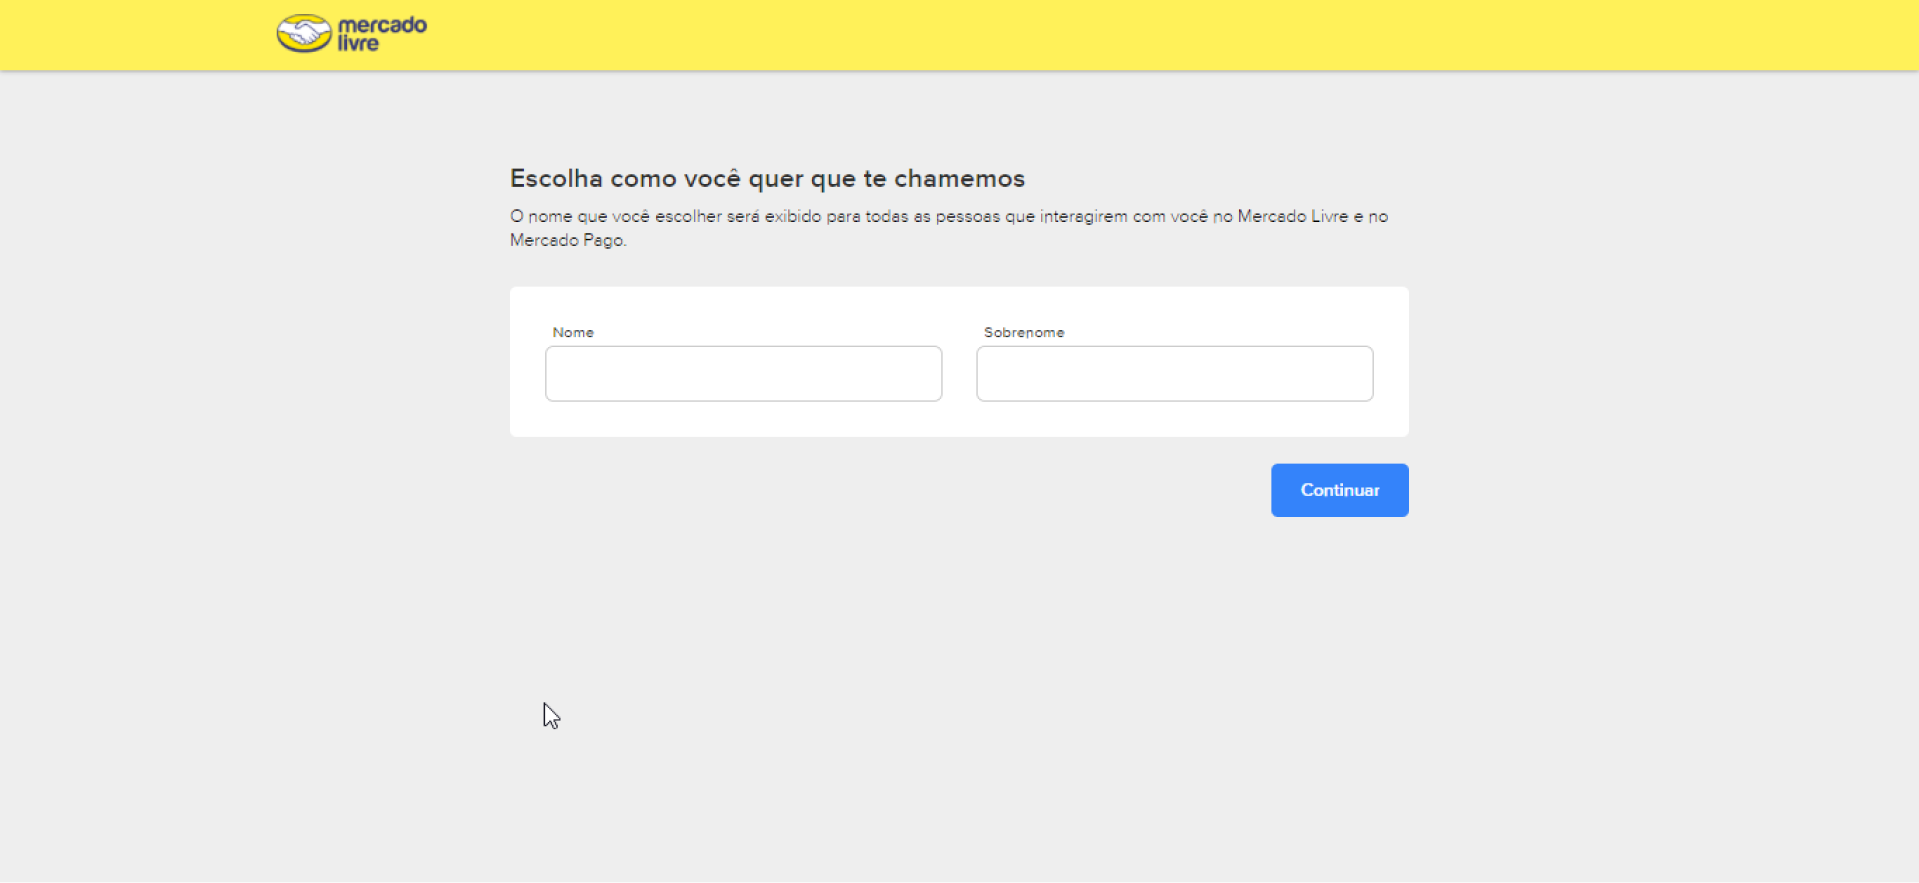 mercado
livre
Escolha como você quer que te chamemos
O nome que você escolher será exibido para todas as pessoas que interagirem com você no Mercado Livre e no
Mercado Pago.
Nome
Sobrenome
Continuar